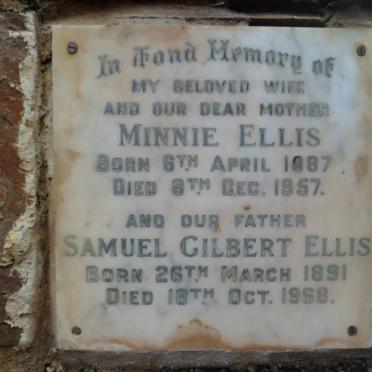 In Fond Memory of
MY BELOVED WIFE
AND OUR DEAR MOTHER
MINNIE ELLIS
BORN 6TH APRIL 1887
DIED 8TH DEC. 1957.
AND OUR FATHER
SAMUEL GILBERT ELLIS
BORN 26TH MARCH 1891
DIED 18TH OCT. 1968.